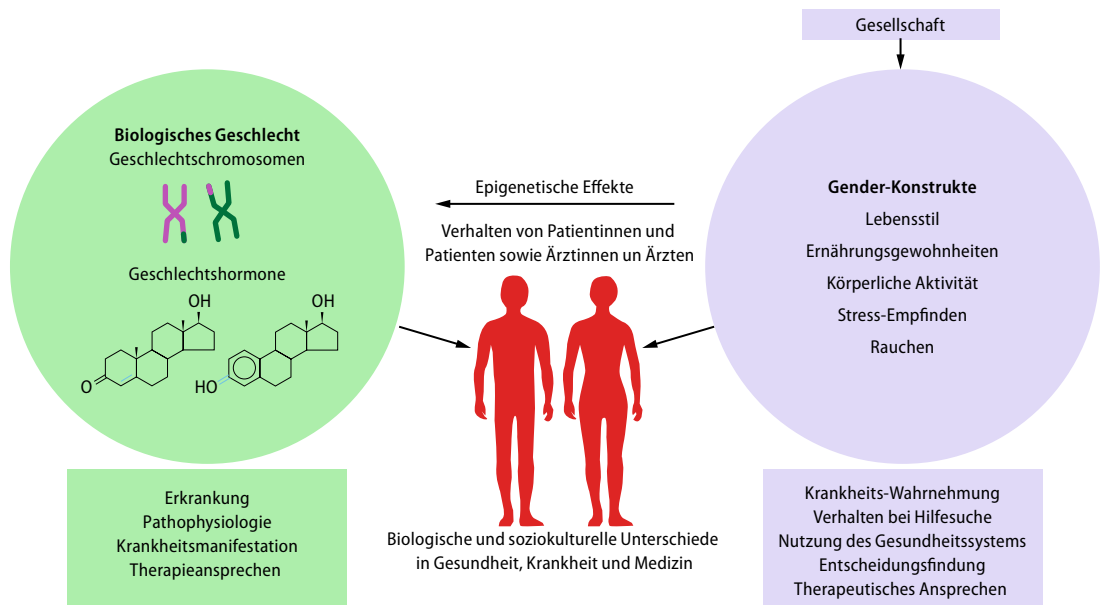 Gesellschaft
Biologisches Geschlecht
Geschlechtschromosomen
Geschlechtshormone
OH
O
OH
HO
Erkrankung
Pathophysiologie
Krankheitsmanifestation
Therapieansprechen
Epigenetische Effekte
Verhalten von Patientinnen und
Patienten sowie Ärztinnen un Ärzten
Biologische und soziokulturelle Unterschiede
in Gesundheit, Krankheit und Medizin
Gender-Konstrukte
Lebensstil
Ernährungsgewohnheiten
Körperliche Aktivität
Stress-Empfinden
Rauchen
Krankheits-Wahrnehmung
Verhalten bei Hilfesuche
Nutzung des Gesundheitssystems
Entscheidungsfindung
Therapeutisches Ansprechen